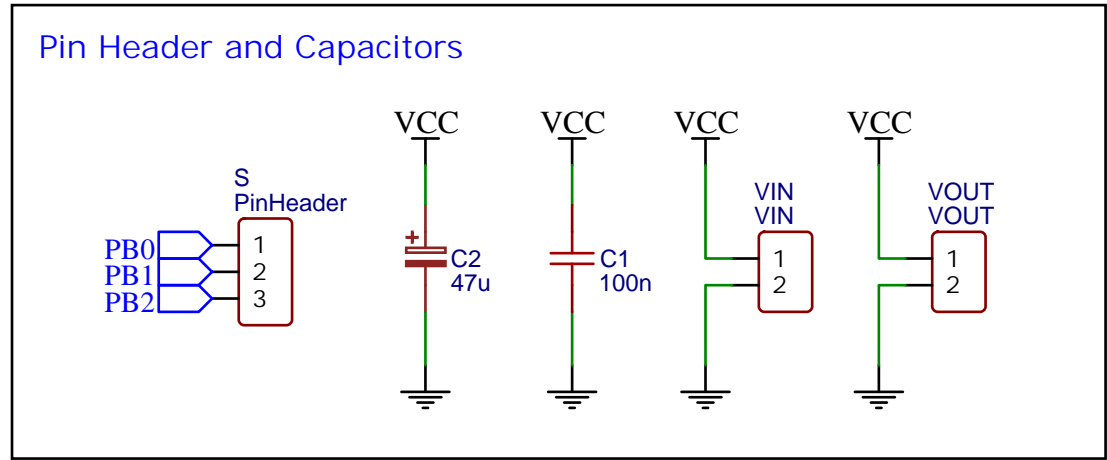 Pin Header and Capacitors
VCC
VCC
VCC
VCC
S
PinHeader
PB0
PB1
PB2
1
2
3
+
C2
47u
C1
100n
VIN
VIN
1
2
VOUT
VOUT
1
2